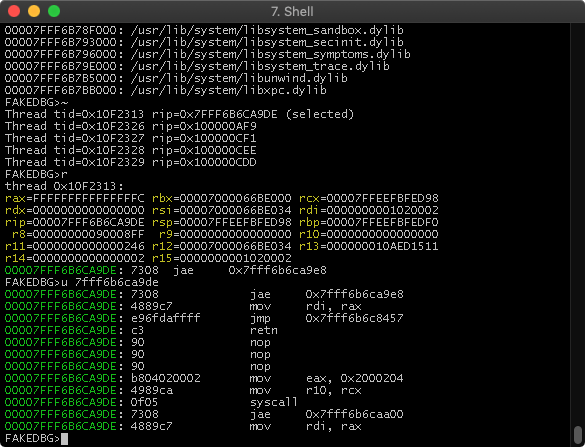 7. Shell
00007FFF6B78F000: /usr/lib/system/libsystem_sandbox.dylib
00007FFF6B793000: /usr/lib/system/libsystem_secinit.dylib
00007FFF6B796000: /usr/lib/system/libsystem_symptoms.dylib
00007FFF6B79E000: /usr/lib/system/libsystem_trace.dylib
00007FFF6B7B5000: /usr/lib/system/libunwind.dylib
00007FFF6B7BB000: /usr/lib/system/libxpc.dylib
FAKEDBG>~
Thread tid=0x10F2313 rip=0x7FFF6B6CA9DE (selected)
Thread tid=0x10F2326 rip=0x100000AF9
Thread tid=0x10F2327 rip=0x100000CF1
Thread tid=0x10F2328 rip=0x100000CEE
Thread tid=0x10F2329 rip=0x100000CDD
FAKEDBG>r
thread 0x10F2313:
rax=FFFFFFFFFFFFFFFC rbx=00007000066BE000 rcx=00007FFEEFBFED98
rdx=0000000000000000 rsi=00007000066BE034 rdi=0000000001020002
rip=00007FFF6B6CA9DE rsp=00007FFEEFBFED98 rbp=00007FFEEFBFEDF0
r8=00000000090008FF r9=0000000000000000 r10=0000000000000000
r11=0000000000000246 r12=00007000066BE034 r13=000000010AED1511
r14=0000000000000002 r15=0000000001020002
00007FFF6B6CA9DE: 7308 jae 0x7fff6b6ca9e8
FAKEDBG>u 7fff6b6ca9de
00007FFF6B6CA9DE: 7308 jae 0x7fff6b6ca9e8
00007FFF6B6CA9DE: 4889c7 mov rdi, rax
00007FFF6B6CA9DE: e96fdaffff jmp 0x7fff6b6c8457
00007FFF6B6CA9DE: c3 retn
00007FFF6B6CA9DE: 90 nop
00007FFF6B6CA9DE: 90 nop
00007FFF6B6CA9DE: 90 nop
00007FFF6B6CA9DE: b804020002 mov eax, 0x2000204
00007FFF6B6CA9DE: 4989ca mov r10, rcx
00007FFF6B6CA9DE: 0f05 syscall
00007FFF6B6CA9DE: 7308 jae 0x7fff6b6caa00
00007FFF6B6CA9DE: 4889c7 mov rdi, rax
FAKEDBG>